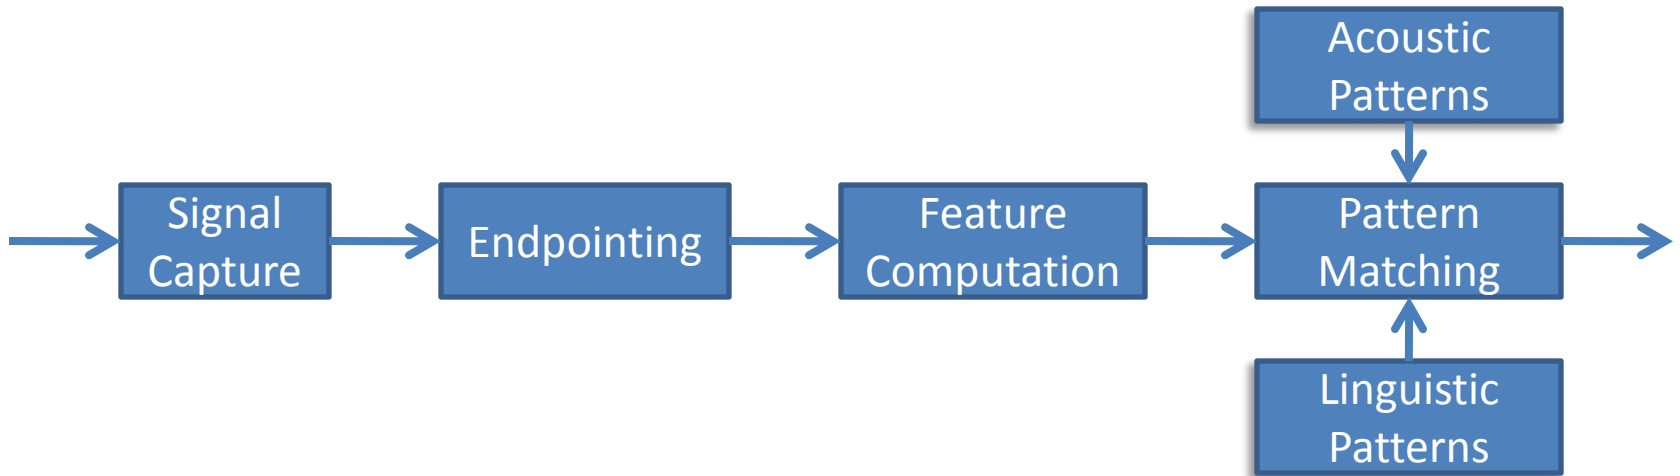 Acoustic
Patterns
Signal
Capture
Endpointing
Feature
Computation
Pattern
Matching
Linguistic
Patterns